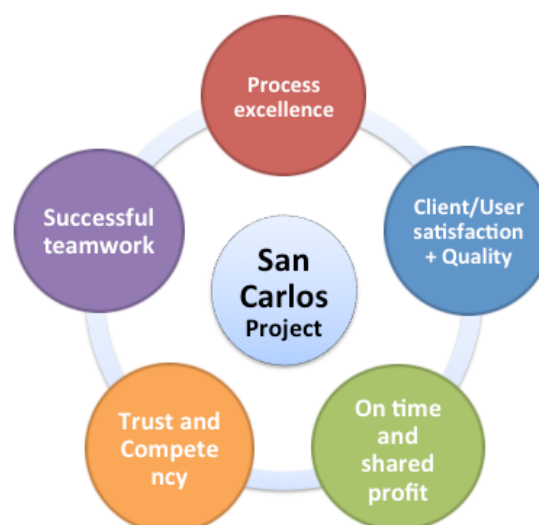 Process
excellence
Client/User
satisfaction
+ Quality
On time
and
shared
profit
Trust and
Compete
ncy
Successful
teamwork
San
Carlos
Project